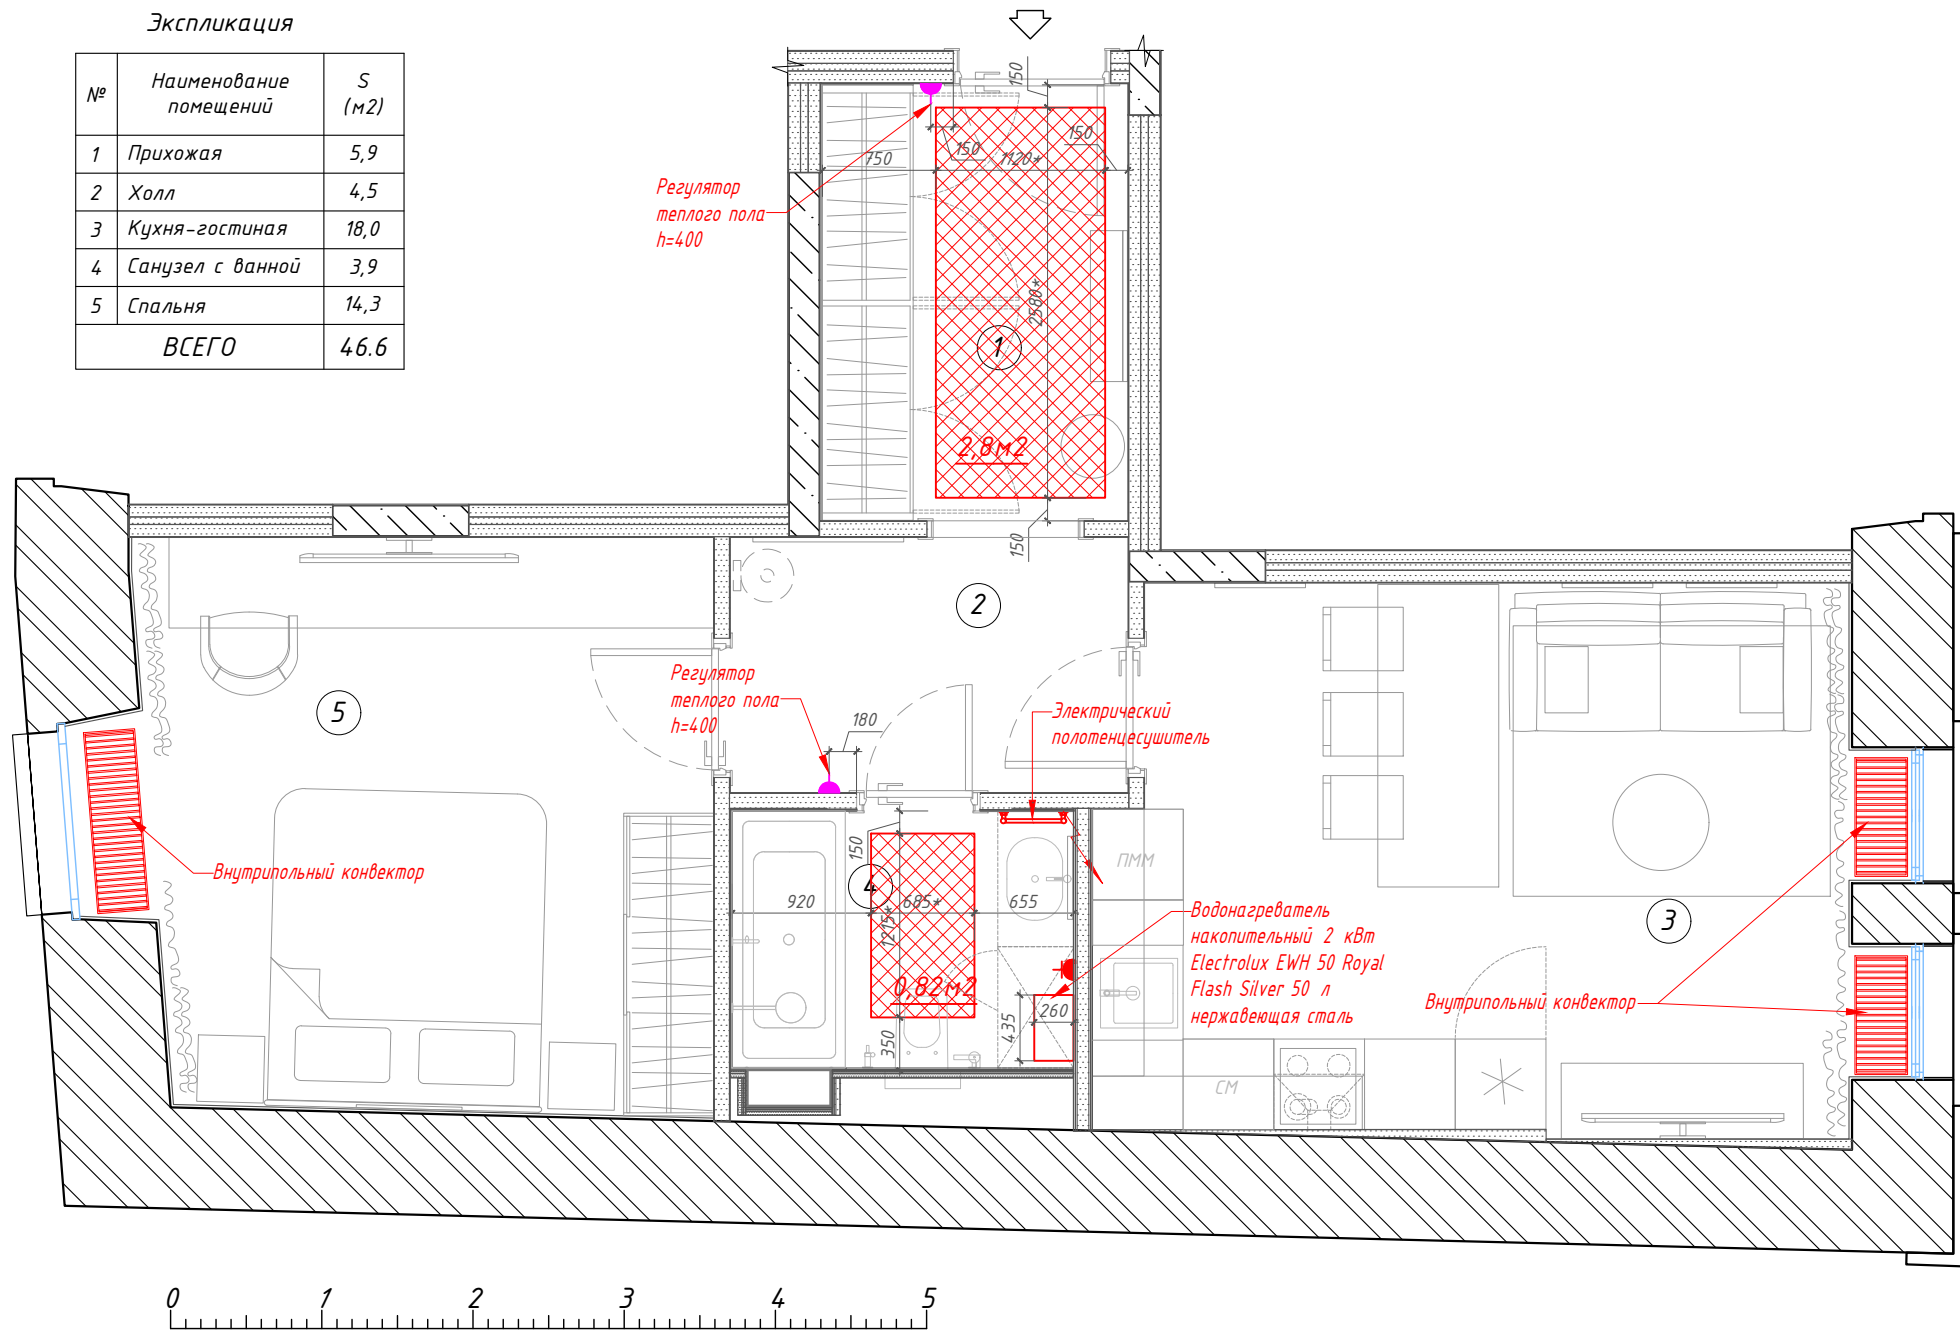 Экспликация
№ Наименование помещений S (м2)
1 Прихожая 5,9
2 Холл 4,5
3 Кухня-гостиная 18,0
4 Санузел с ванной 3,9
5 Спальня 14,3
ВСЕГО 46.6
150
150
150
750
1120*
Регулятор
теплого пола
h=400
2580*
1
2,8м2
150
2
5
Регулятор
теплого пола
h=400
180
Электрический
полотенцесушитель
150
ПММ
Внутрипольный конвектор
4
920
685*
655
1215*
3
Водонагреватель
накопительный 2 кВт
Electrolux EWH 50 Royal
Flash Silver 50 л
нержавеющая сталь
0,82м2
Внутрипольный конвектор
350
435
260
СМ
0 1 2 3 4 5